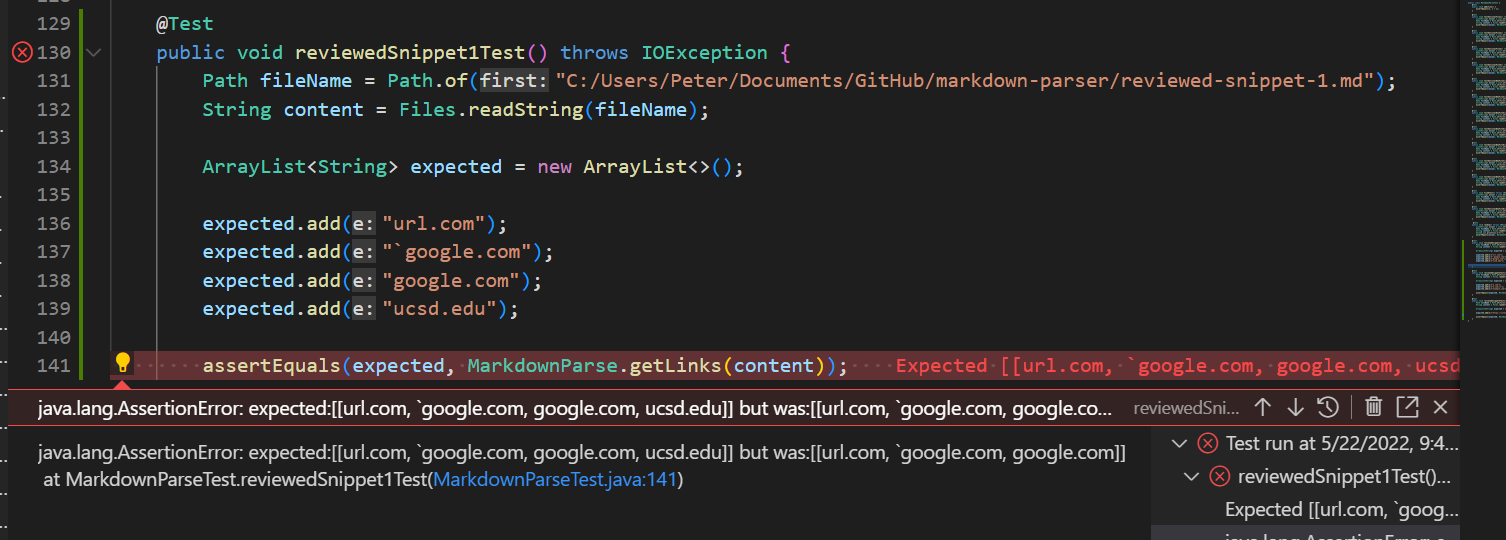 129 @Test
130 public void reviewedSnippet1Test() throws IOException {
131 Path fileName = Path.of(first: "C:/Users/Peter/Documents/GitHub/markdown-parser/reviewed-snippet-1.md");
132 String content = Files.readString(fileName);
133
134 ArrayList<String> expected = new ArrayList<>();
135
136 expected.add(e: "url.com");
137 expected.add(e: "`google.com");
138 expected.add(e: "google.com");
139 expected.add(e: "ucsd.edu");
140
141 assertEquals(expected, MarkdownParse.getLinks(content)); Expected [[url.com, `google.com, google.com, ucsd
java.lang.AssertionError: expected:[[url.com, `google.com, google.com, ucsd.edu]] but was:[[url.com, `google.com, google.co... reviewedSni...
java.lang.AssertionError: expected:[[url.com, `google.com, google.com, ucsd.edu]] but was:[[url.com, `google.com, google.com]]
at MarkdownParseTest.reviewedSnippet1Test(MarkdownParseTest.java:141)
Test run at 5/22/2022, 9:4...
reviewedSnippet1Test()...
Expected [[url.com, `goog...